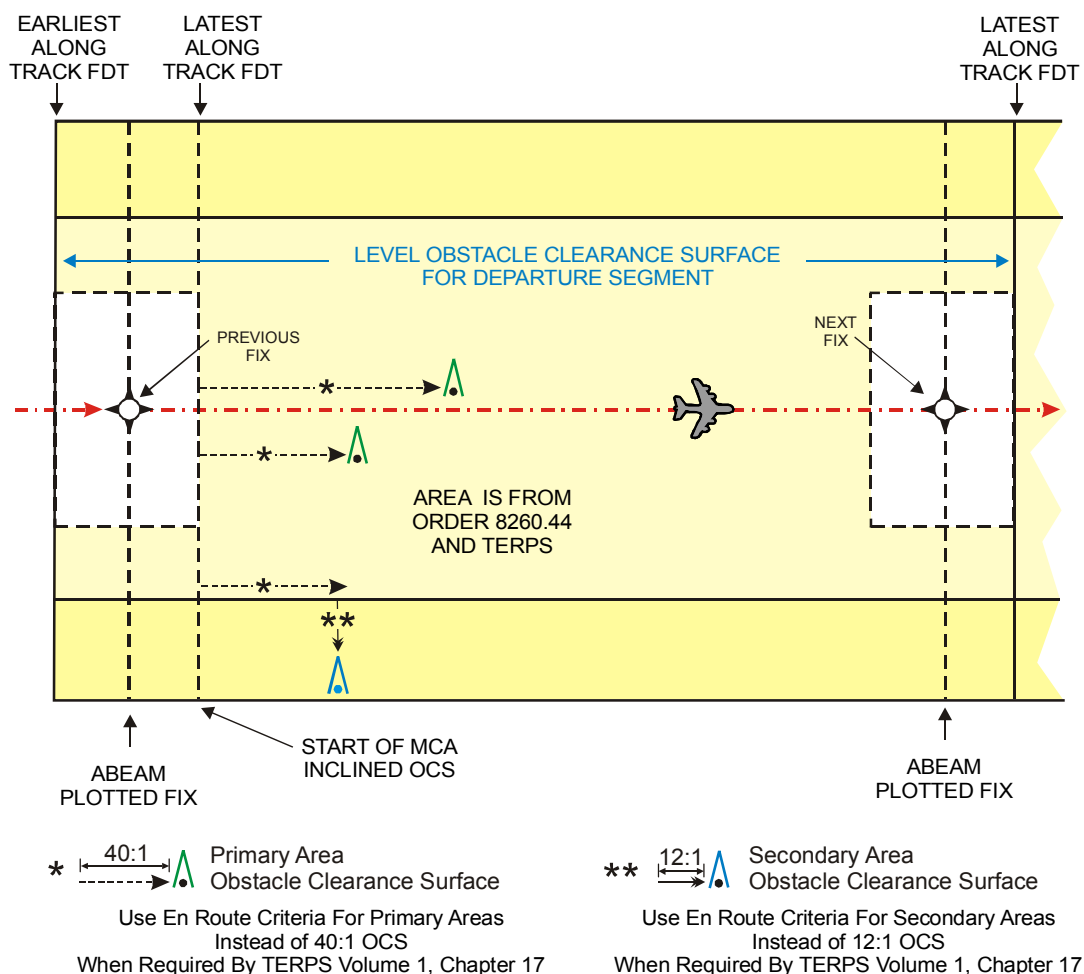 EARLIEST
ALONG
TRACK FDT
LATEST
ALONG
TRACK FDT
LATEST
ALONG
TRACK FDT
LEVEL OBSTACLE CLEARANCE SURFACE
FOR DEPARTURE SEGMENT
PREVIOUS
FIX
NEXT
FIX
*
*
AREA IS FROM
ORDER 8260.44
AND TERPS
*
**
START OF MCA
INCLINED OCS
ABEAM
PLOTTED FIX
ABEAM
PLOTTED FIX
* 40:1 Primary Area
Obstacle Clearance Surface
Use En Route Criteria For Primary Areas
Instead of 40:1 OCS
When Required By TERPS Volume 1, Chapter 17
** 12:1 Secondary Area
Obstacle Clearance Surface
Use En Route Criteria For Secondary Areas
Instead of 12:1 OCS
When Required By TERPS Volume 1, Chapter 17